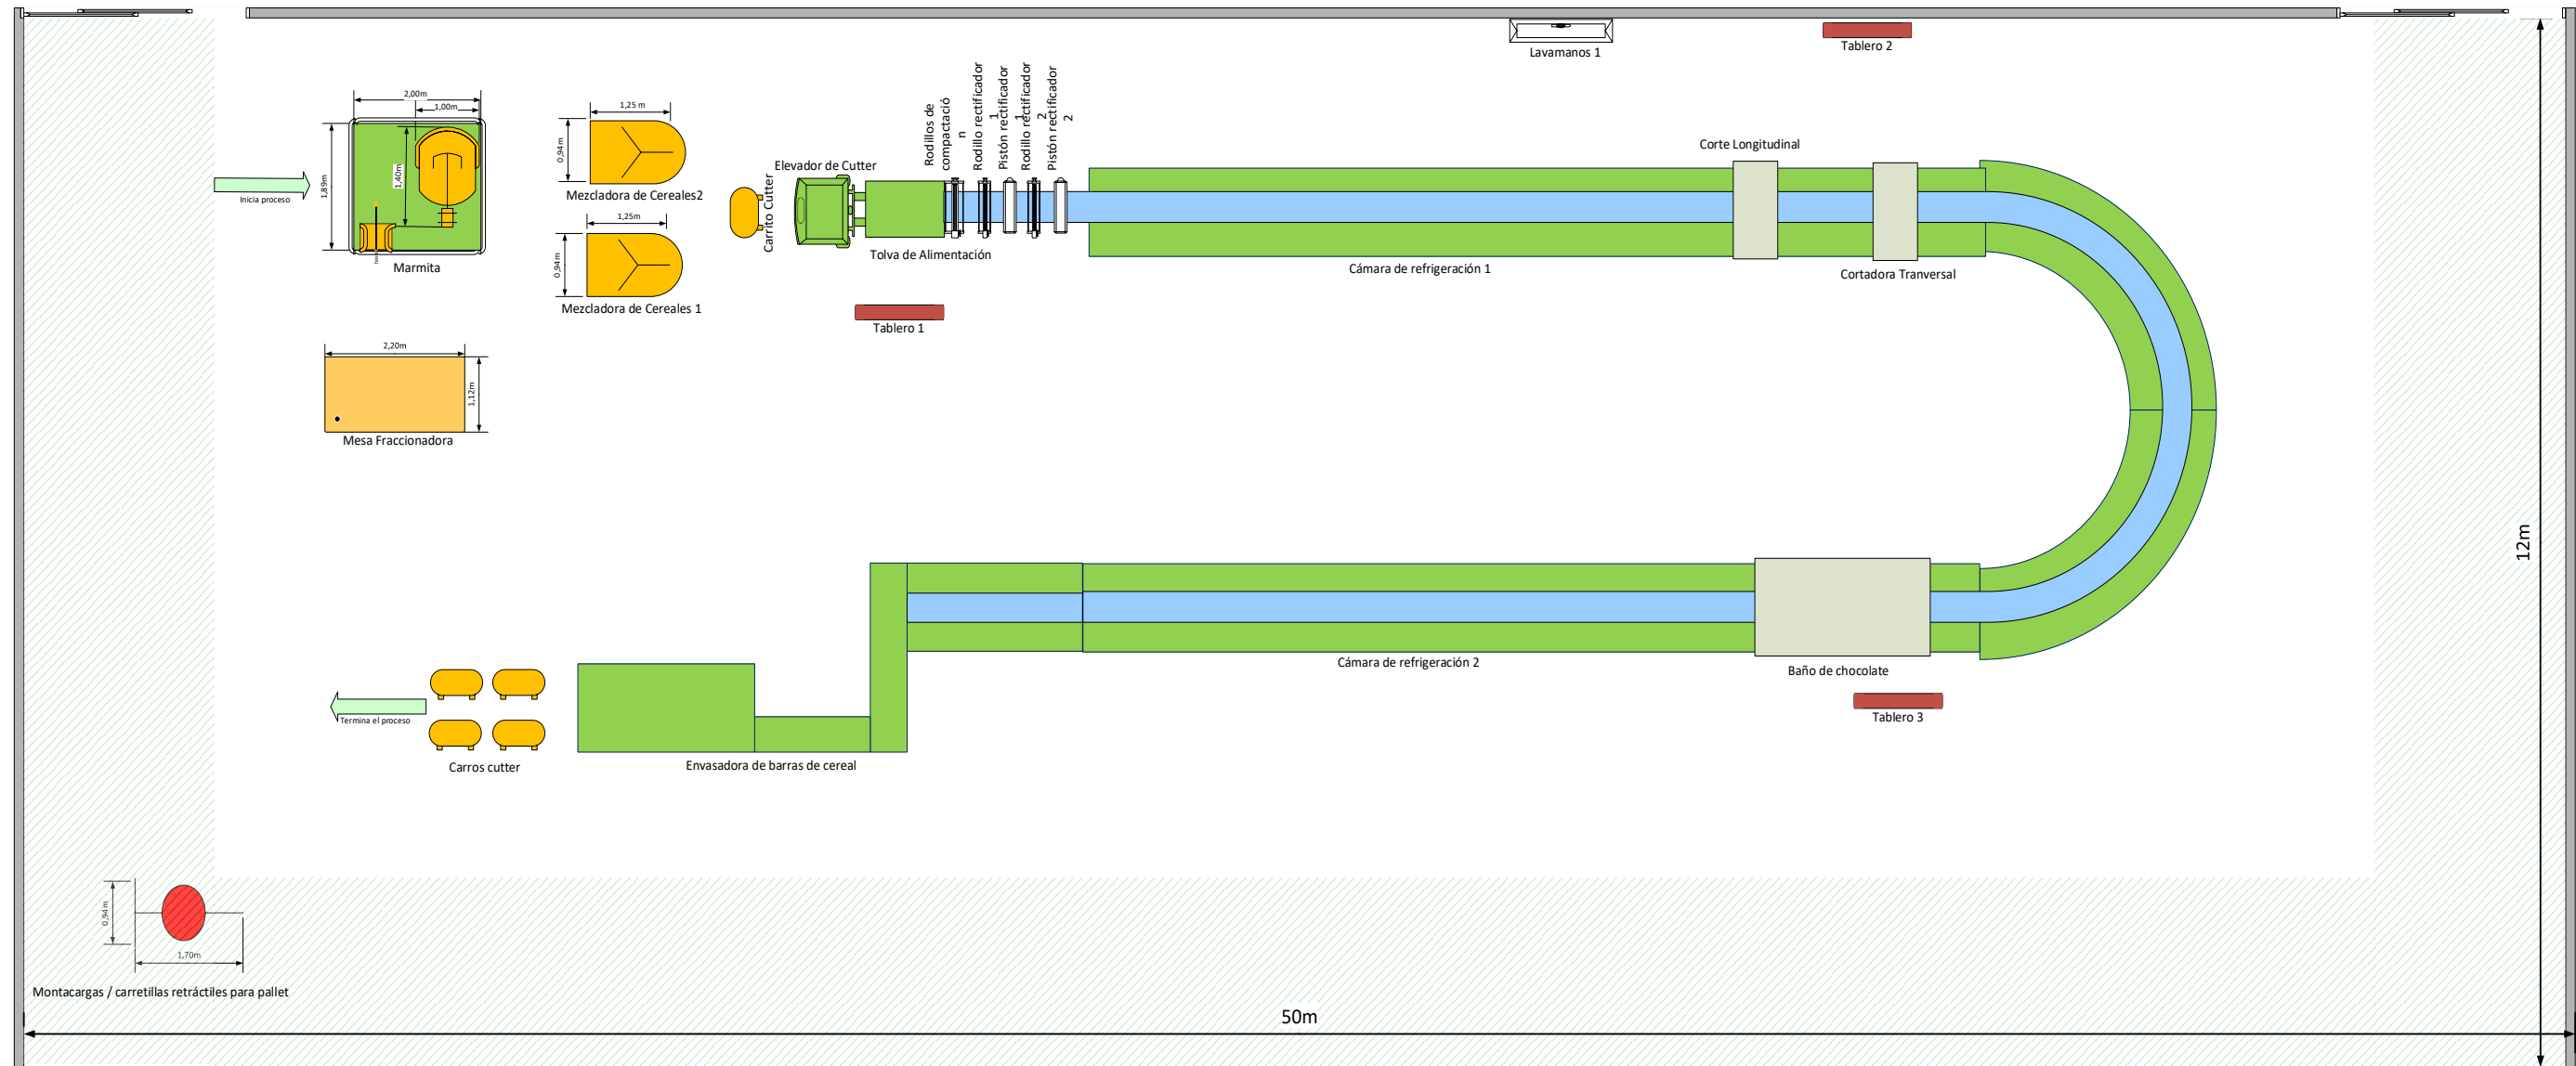 Lavamanos 1
Tablero 2
2,00m
1,00m
1,89m
1,40m
Marmita
Inicia proceso
1,25 m
0,94m
Mezcladora de Cereales2
1,25m
0,94m
Mezcladora de Cereales 1
Carrito Cutter
Elevador de Cutter
Tolva de Alimentación
Rodillos de
compactació
n
Rodillo rectificador
1
Pistón rectificador
1
Rodillo rectificador
2
Pistón rectificador
2
Tablero 1
Cámara de refrigeración 1
Corte Longitudinal
Cortadora Tranversal
2,20m
1,12m
Mesa Fraccionadora
12m
Cámara de refrigeración 2
Baño de chocolate
Tablero 3
Termina el proceso
Carros cutter
Envasadora de barras de cereal
0,94m
1,70m
Montacargas / carretillas retráctiles para pallet
50m